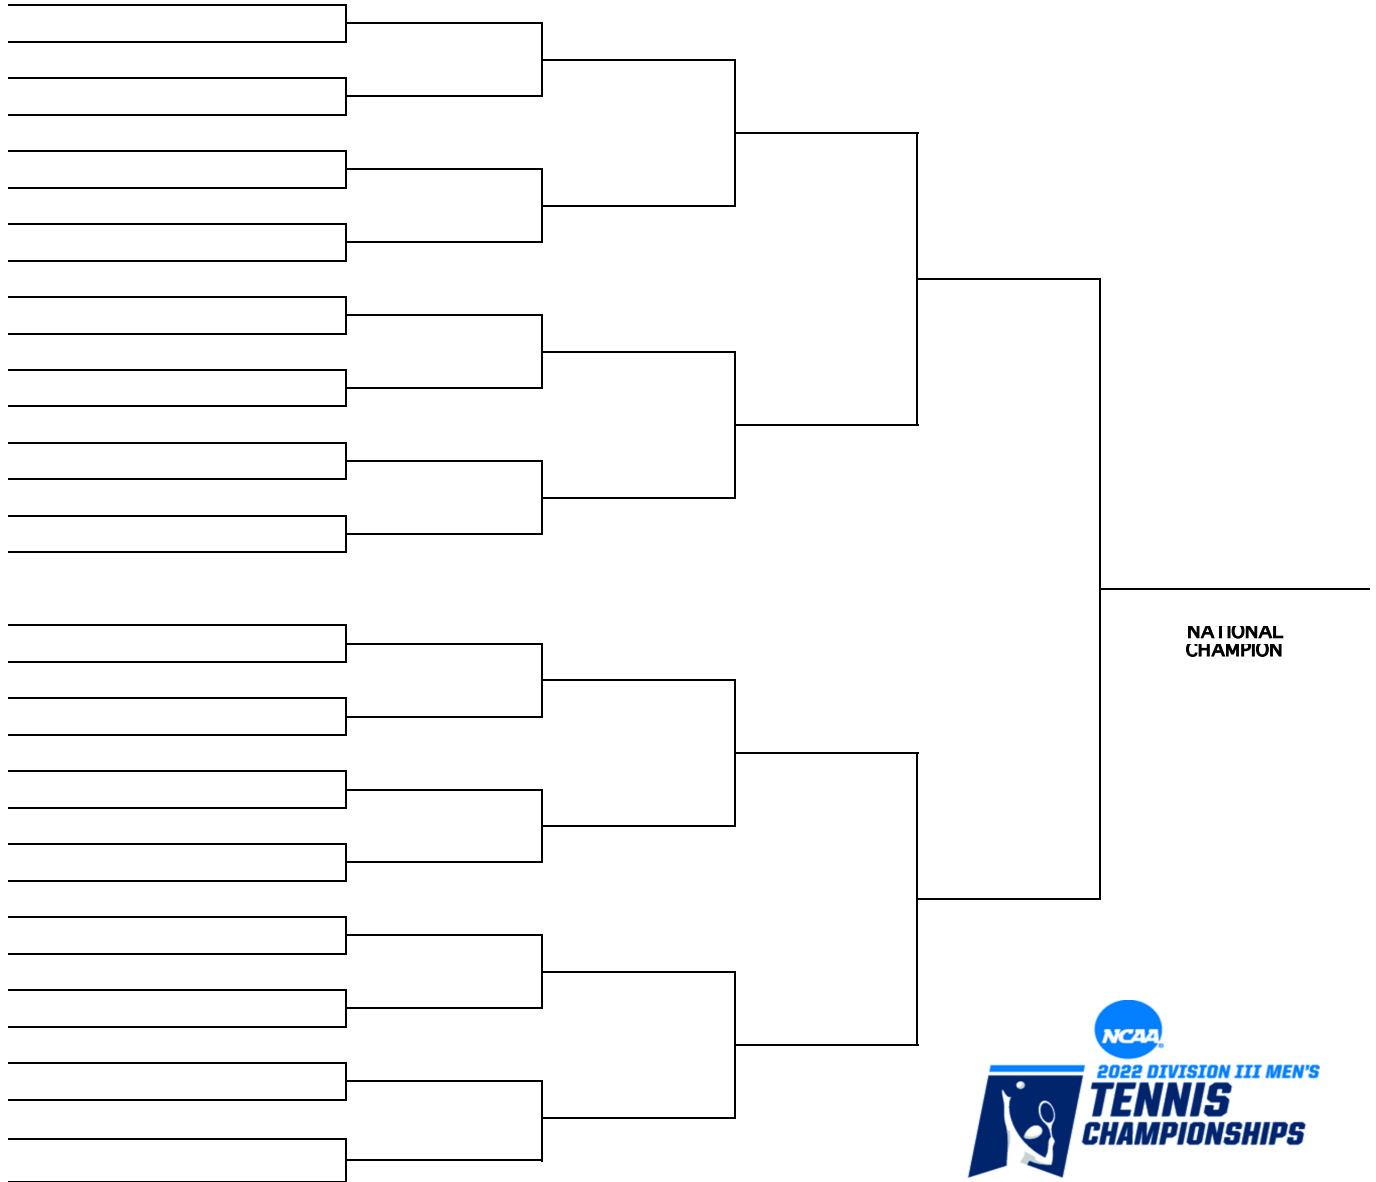 NATIONAL
CHAMPION
NCAA®
2022 DIVISION III MEN'S
TENNIS
CHAMPIONSHIPS